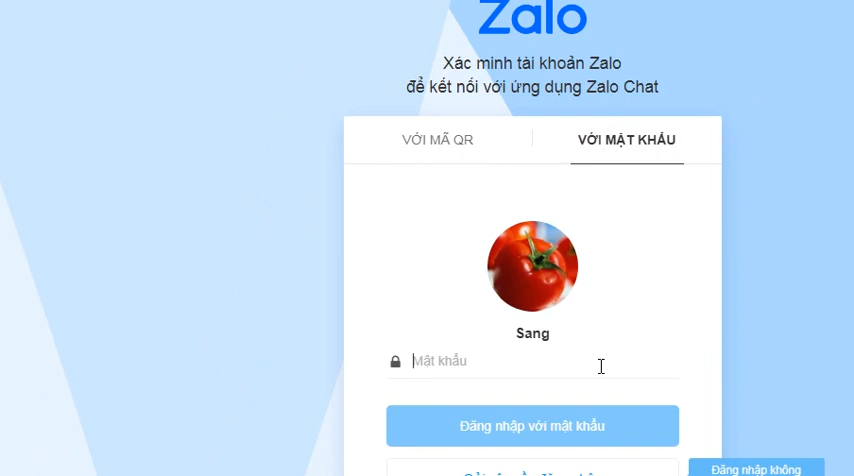 Zalo
Xác minh tài khoản Zalo
để kết nối với ứng dụng Zalo Chat
VỚI MÃ QR
VỚI MẬT KHẨU
Sang
Mật khẩu
Đăng nhập với mật khẩu
Đăng nhập không